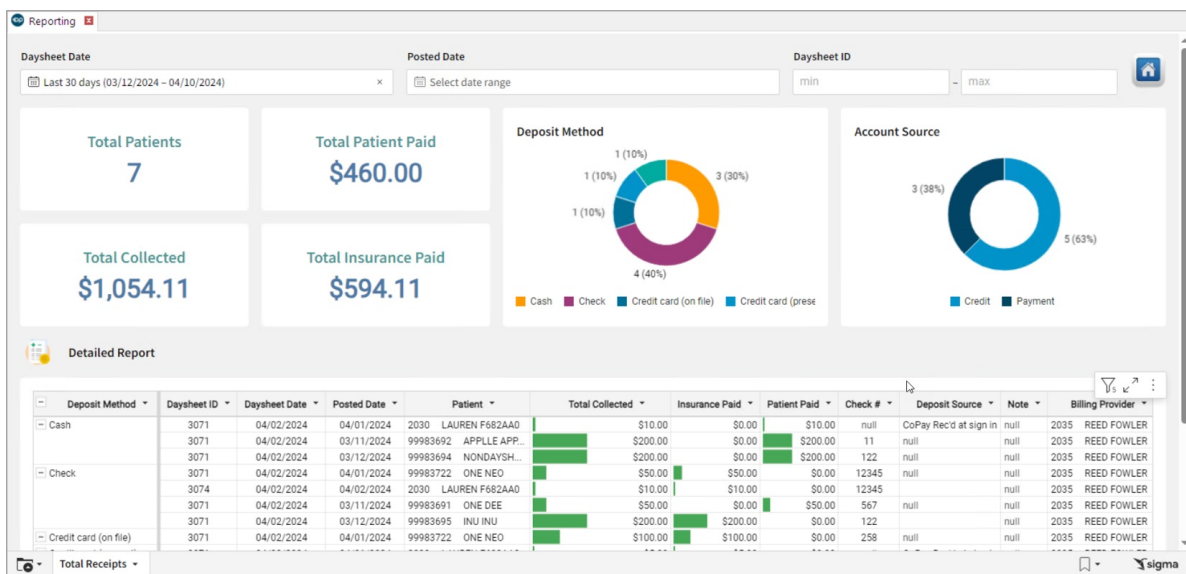 Reporting
Daysheet Date
Posted Date
Daysheet ID
Last 30 days (03/12/2024 – 04/10/2024)
Select date range
min – max
Total Patients
7
Total Patient Paid
$460.00
Total Collected
$1,054.11
Total Insurance Paid
$594.11
Deposit Method
1 (10%)
1 (10%)
1 (10%)
3 (30%)
4 (40%)
Cash Check Credit card (on file) Credit card (prese
Account Source
3 (38%)
5 (63%)
Credit Payment
Detailed Report
Deposit Method Daysheet ID Daysheet Date Posted Date Patient Total Collected Insurance Paid Patient Paid Check # Deposit Source Note Billing Provider
Cash 3071 04/02/2024 04/01/2024 2030 LAUREN F682AA0 $10.00 $0.00 $10.00 null CoPay Rec'd at sign in null 2035 REED FOWLER
3071 04/02/2024 03/11/2024 99983692 APPLLE APP... $200.00 $0.00 $200.00 11 null null 2035 REED FOWLER
3071 04/02/2024 03/12/2024 99983694 NONDAYSH... $200.00 $0.00 $200.00 122 null null 2035 REED FOWLER
Check 3071 04/02/2024 04/01/2024 99983722 ONE NEO $50.00 $50.00 $0.00 12345 null null 2035 REED FOWLER
3074 04/02/2024 04/02/2024 2030 LAUREN F682AA0 $10.00 $10.00 $0.00 12345 null 2035 REED FOWLER
3071 04/02/2024 03/11/2024 99983691 ONE DEE $50.00 $0.00 $50.00 567 null null 2035 REED FOWLER
3071 04/02/2024 03/12/2024 99983695 INU INU $200.00 $200.00 $0.00 122 null 2035 REED FOWLER
Credit card (on file) 3071 04/02/2024 04/01/2024 99983722 ONE NEO $100.00 $100.00 $0.00 258 null null 2035 REED FOWLER
Total Receipts
sigma